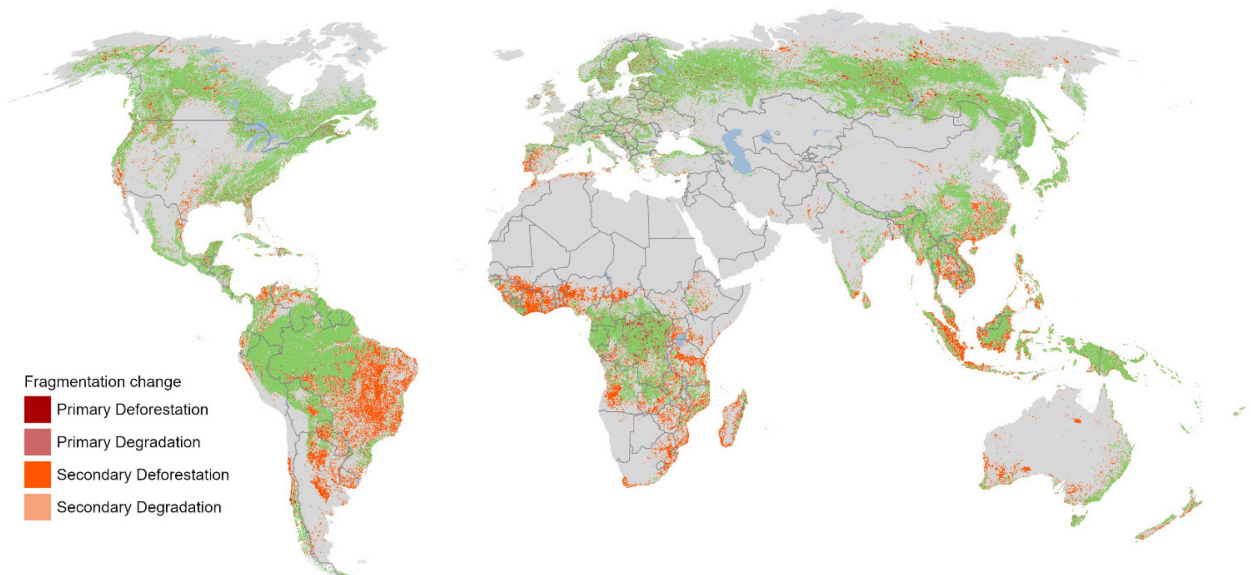 Fragmentation change
Primary Deforestation
Primary Degradation
Secondary Deforestation
Secondary Degradation